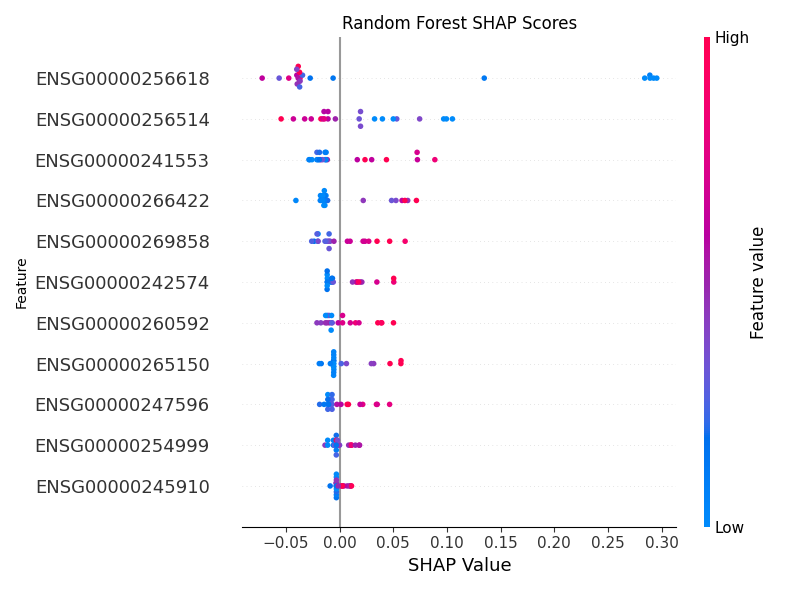 Random Forest SHAP Scores
High
ENSG00000256618
ENSG00000256514
ENSG00000241553
ENSG00000266422
ENSG00000269858
ENSG00000242574
ENSG00000260592
ENSG00000265150
ENSG00000247596
ENSG00000254999
ENSG00000245910
Feature
Feature value
Low
−0.05 0.00 0.05 0.10 0.15 0.20 0.25 0.30
SHAP Value